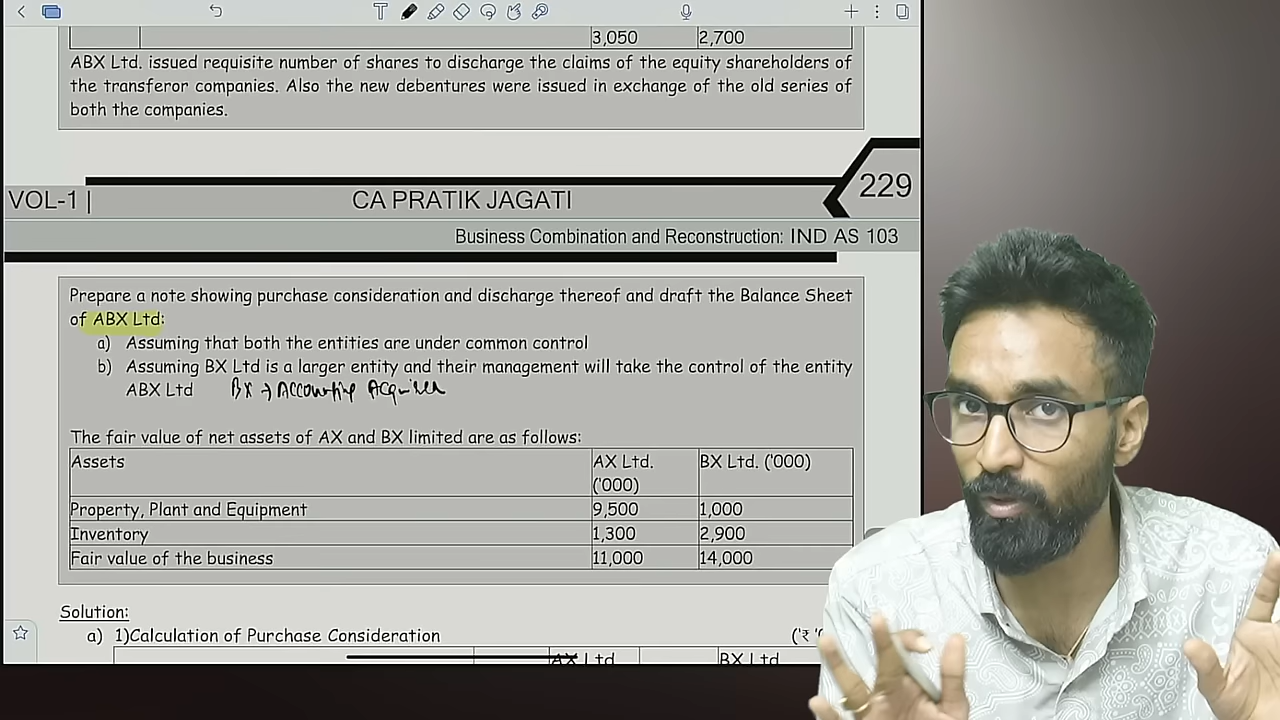 3,050 2,700
ABX Ltd. issued requisite number of shares to discharge the claims of the equity shareholders of
the transferor companies. Also the new debentures were issued in exchange of the old series of
both the companies.
229
VOL-1 | CA PRATIK JAGATI
Business Combination and Reconstruction: IND AS 103
Prepare a note showing purchase consideration and discharge thereof and draft the Balance Sheet
of ABX Ltd:
a) Assuming that both the entities are under common control
b) Assuming BX Ltd is a larger entity and their management will take the control of the entity
ABX Ltd BX → Accounting Acquirer
The fair value of net assets of AX and BX limited are as follows:
Assets AX Ltd. BX Ltd. ('000)
('000)
Property, Plant and Equipment 9,500 1,000
Inventory 1,300 2,900
Fair value of the business 11,000 14,000
Solution:
a) 1)Calculation of Purchase Consideration ('₹
AX Ltd BX Ltd